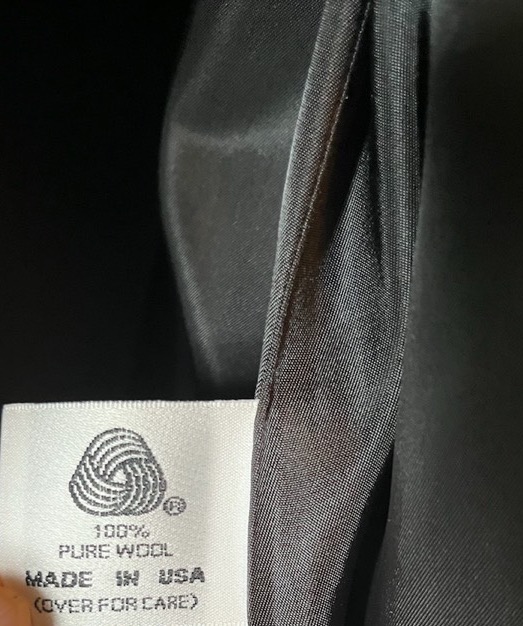 ®
100%
PURE WOOL
MADE IN USA
(OVER FOR CARE)